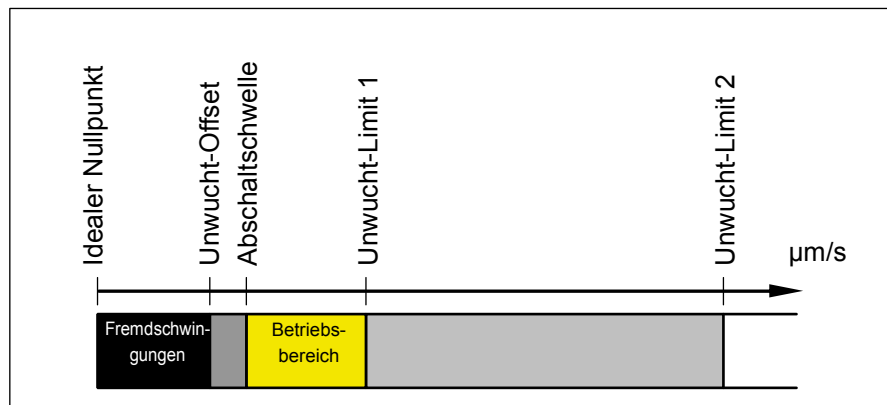 Idealer Nullpunkt
Unwucht-Offset
Abschaltschwelle
Unwucht-Limit 1
Unwucht-Limit 2
µm/s
Fremdschwin-
gungen
Betriebs-
bereich